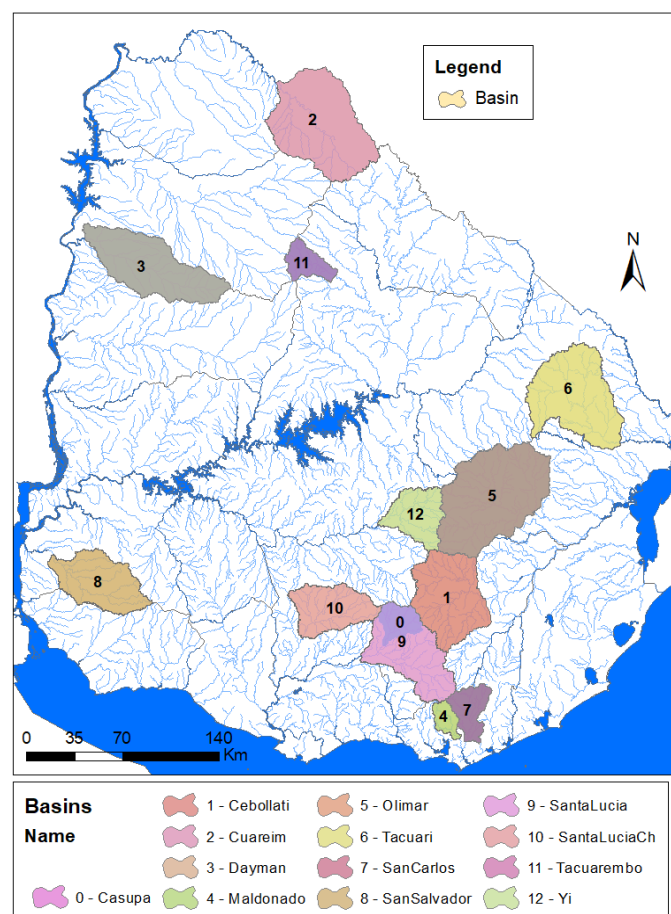 Legend
Basin
2
N
3
11
6
5
12
8
1
10
0
9
4
7
0 35 70 140
Km
Basins
Name
0 - Casupa
1 - Cebollati
2 - Cuareim
3 - Dayman
4 - Maldonado
5 - Olimar
6 - Tacuari
7 - SanCarlos
8 - SanSalvador
9 - SantaLucia
10 - SantaLuciaCh
11 - Tacuarembo
12 - Yi